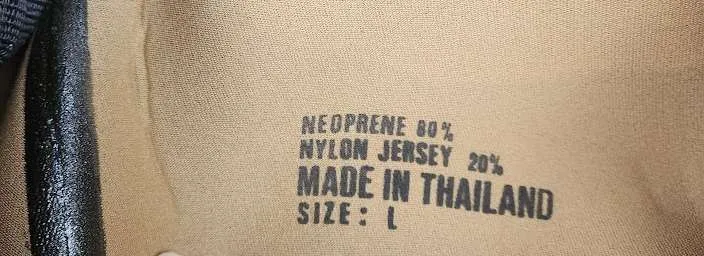 NEOPRENE 80%
NYLON JERSEY 20%
MADE IN THAILAND
SIZE: L